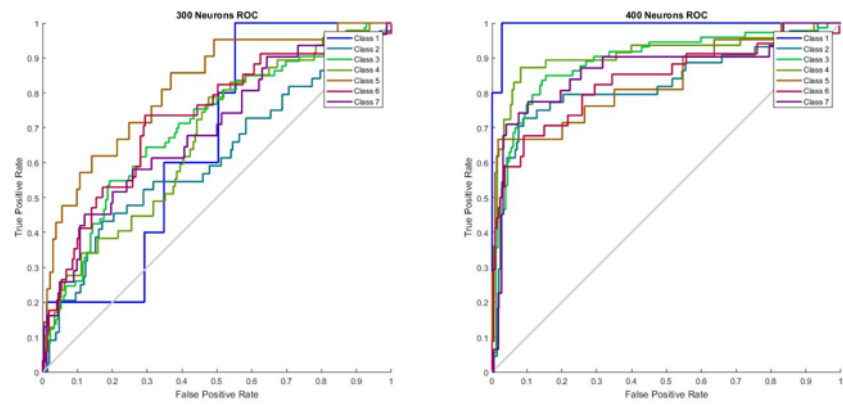 300 Neurons ROC
1
0.9
0.8
0.7
0.6
0.5
0.4
0.3
0.2
0.1
0
True Positive Rate
0 0.1 0.2 0.3 0.4 0.5 0.6 0.7 0.8 0.9 1
False Positive Rate
Class 1
Class 2
Class 3
Class 4
Class 5
Class 6
Class 7
400 Neurons ROC
1
0.9
0.8
0.7
0.6
0.5
0.4
0.3
0.2
0.1
0
True Positive Rate
0 0.1 0.2 0.3 0.4 0.5 0.6 0.7 0.8 0.9 1
False Positive Rate
Class 1
Class 2
Class 3
Class 4
Class 5
Class 6
Class 7